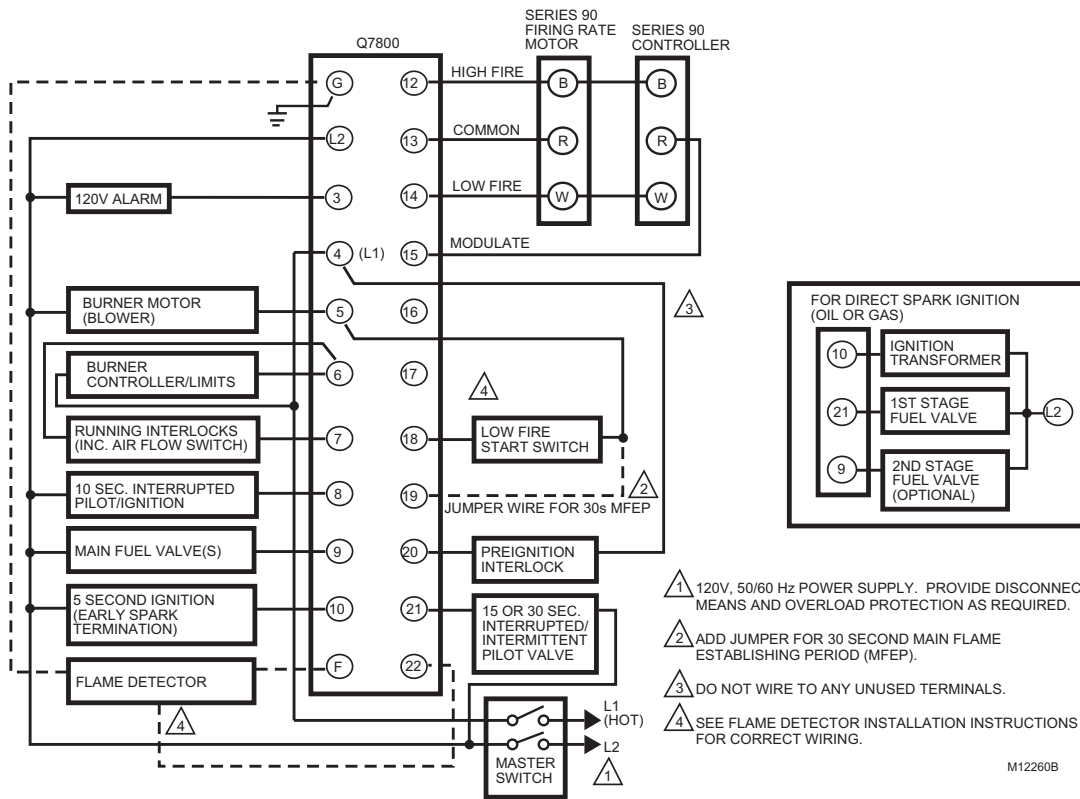 SERIES 90
FIRING RATE
MOTOR
SERIES 90
CONTROLLER
Q7800
G
12
HIGH FIRE
B
B
L2
13
COMMON
R
R
120V ALARM
3
14
LOW FIRE
W
W
4
(L1)
15
MODULATE
3
BURNER MOTOR
(BLOWER)
5
16
BURNER
CONTROLLER/LIMITS
6
17
4
RUNNING INTERLOCKS
(INC. AIR FLOW SWITCH)
7
18
LOW FIRE
START SWITCH
10 SEC. INTERRUPTED
PILOT/IGNITION
8
19
2
JUMPER WIRE FOR 30s MFEP
MAIN FUEL VALVE(S)
9
20
PREIGNITION
INTERLOCK
5 SECOND IGNITION
(EARLY SPARK
TERMINATION)
10
21
15 OR 30 SEC.
INTERRUPTED/
INTERMITTENT
PILOT VALVE
FLAME DETECTOR
F
22
4
L1
(HOT)
L2
MASTER
SWITCH
1
FOR DIRECT SPARK IGNITION
(OIL OR GAS)
10
IGNITION
TRANSFORMER
21
1ST STAGE
FUEL VALVE
L2
9
2ND STAGE
FUEL VALVE
(OPTIONAL)
1 120V, 50/60 Hz POWER SUPPLY. PROVIDE DISCONNEC
MEANS AND OVERLOAD PROTECTION AS REQUIRED.
2 ADD JUMPER FOR 30 SECOND MAIN FLAME
ESTABLISHING PERIOD (MFEP).
3 DO NOT WIRE TO ANY UNUSED TERMINALS.
4 SEE FLAME DETECTOR INSTALLATION INSTRUCTIONS
FOR CORRECT WIRING.
M12260B